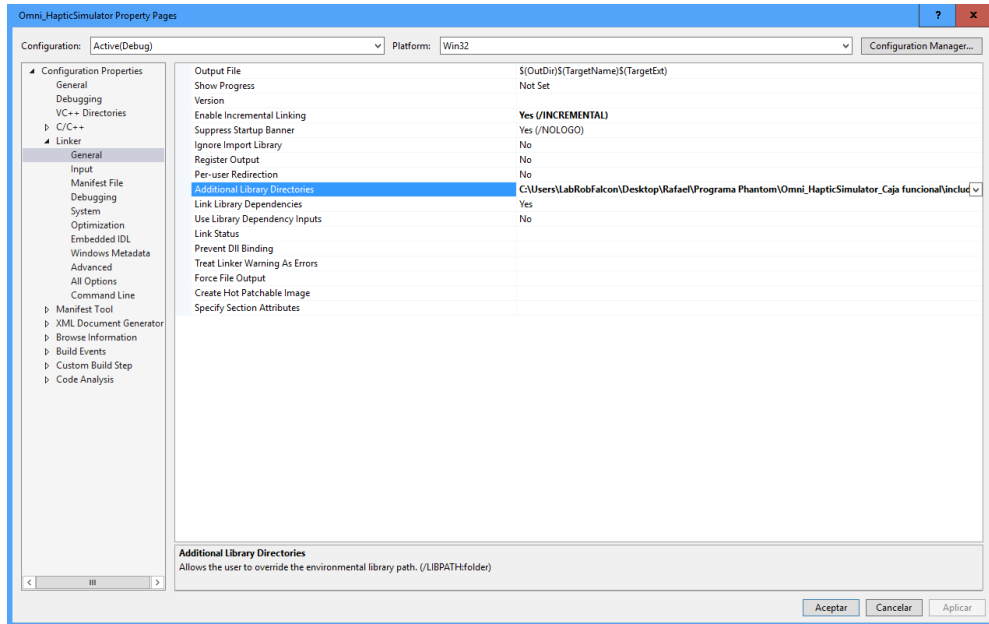 Omni_HapticSimulator Property Pages
? x
Configuration: Active(Debug) Platform: Win32 Configuration Manager...
Configuration Properties
General
Debugging
VC++ Directories
C/C++
Linker
General
Input
Manifest File
Debugging
System
Optimization
Embedded IDL
Windows Metadata
Advanced
All Options
Command Line
Manifest Tool
XML Document Generator
Browse Information
Build Events
Custom Build Step
Code Analysis
Output File $(OutDir)$(TargetName)$(TargetExt)
Show Progress Not Set
Version
Enable Incremental Linking Yes (/INCREMENTAL)
Suppress Startup Banner Yes (/NOLOGO)
Ignore Import Library No
Register Output No
Per-user Redirection No
Additional Library Directories C:\Users\LabRobFalcon\Desktop\Rafael\Programa Phantom\Omni_HapticSimulator_Caja funcional\includ
Link Library Dependencies Yes
Use Library Dependency Inputs No
Link Status
Prevent Dll Binding
Treat Linker Warning As Errors
Force File Output
Create Hot Patchable Image
Specify Section Attributes
Additional Library Directories
Allows the user to override the environmental library path. (/LIBPATH:folder)
Aceptar Cancelar Aplicar